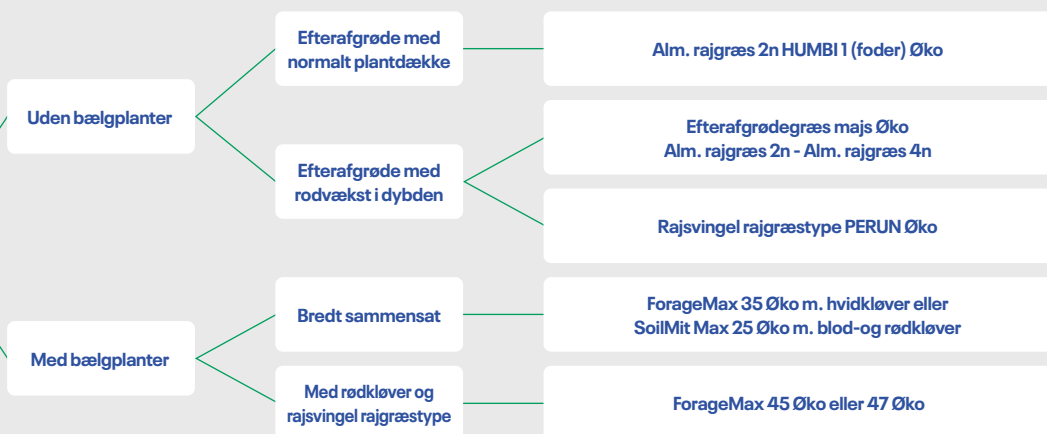 Uden bælgplanter
Efterafgrøde med
normalt plantdække
Alm. rajgræs 2n HUMBI 1 (foder) Øko
Efterafgrøde med
rodvækst i dybden
Efterafgrødegræs majs Øko
Alm. rajgræs 2n - Alm. rajgræs 4n
Rajsvingel rajgræstype PERUN Øko
Med bælgplanter
Bredt sammensat
ForageMax 35 Øko m. hvidkløver eller
SoilMit Max 25 Øko m. blod-og rødkløver
Med rødkløver og
rajsvingel rajgræstype
ForageMax 45 Øko eller 47 Øko